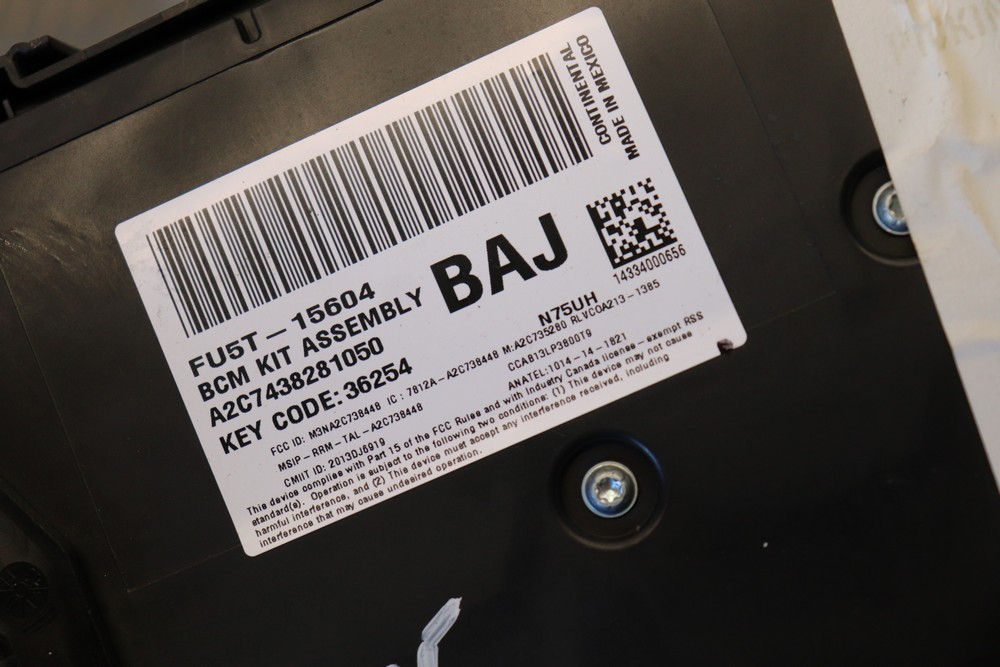 CONTINENTAL
MADE IN MEXICO
FU5T-15604
BCM KIT ASSEMBLY
BAJ
A2C7438281050
KEY CODE:36254
14334000656
N75UH
FCC ID: M3NA2C738448 IC: 7812A-A2C738448 M:A2C735280 RLVCOA213-1385
MSIP-RRM-TAL-A2C738448
CCAB13LP3800T9
CMIIT ID: 2013DJ6919
ANATEL:1014-14-1821
This device complies with Part 15 of the FCC Rules and with Industry Canada license-exempt RSS
standard(s). Operation is subject to the following two conditions: (1) This device may not cause
harmful interference, and (2) This device must accept any interference received, including
interference that may cause undesired operation.